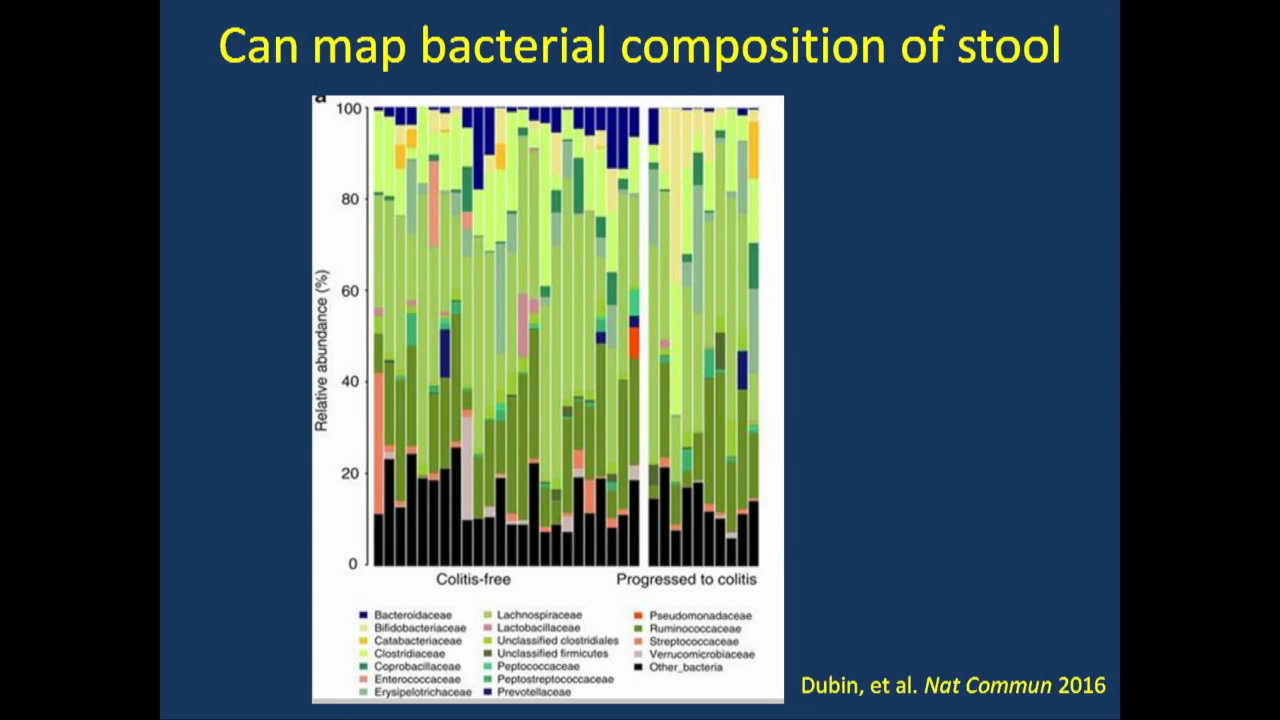 Can map bacterial composition of stool
a
100
80
60
40
20
0
Relative abundance (%)
Colitis-free
Progressed to colitis
Bacteroidaceae
Bifidobacteriaceae
Catabacteriaceae
Clostridiaceae
Coprobacillaceae
Enterococcaceae
Erysipelotrichaceae
Lachnospiraceae
Lactobacillaceae
Unclassified clostridiales
Unclassified firmicutes
Peptococcaceae
Peptostreptococcaceae
Prevotellaceae
Pseudomonadaceae
Ruminococcaceae
Streptococcaceae
Verrucomicrobiaceae
Other_bacteria
Dubin, et al. Nat Commun 2016